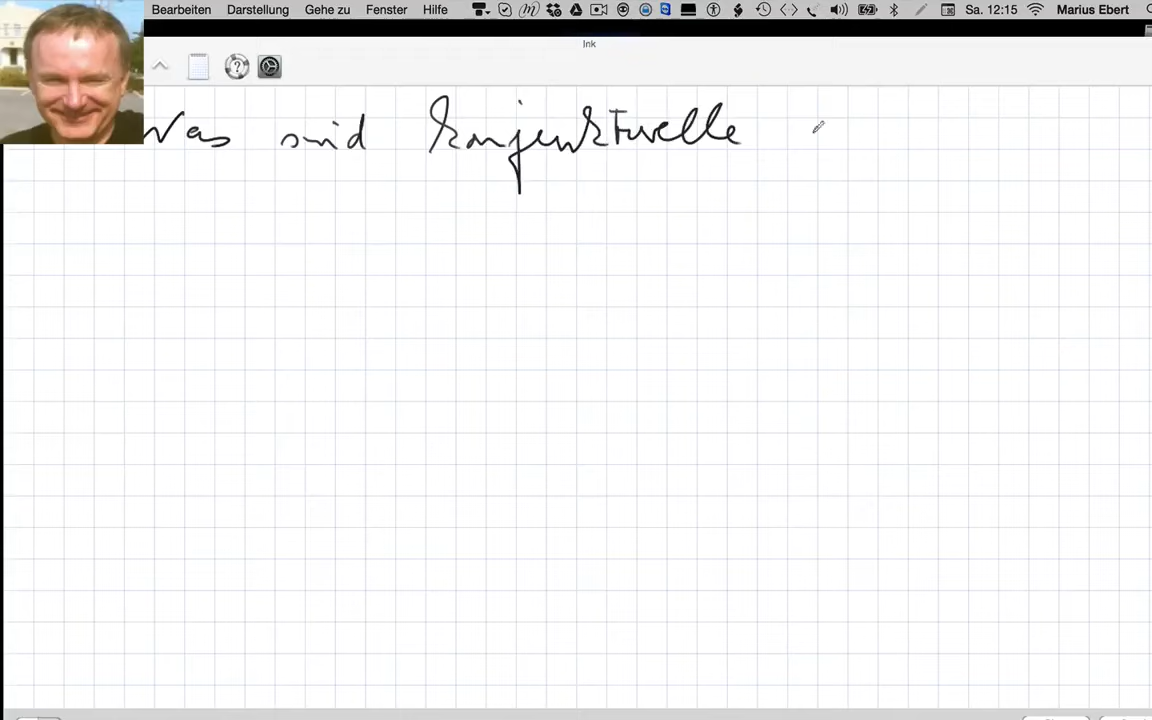 Bearbeiten Darstellung Gehe zu Fenster Hilfe Sa. 12:15 Marius Ebert
Ink
Was sind konjunkturelle